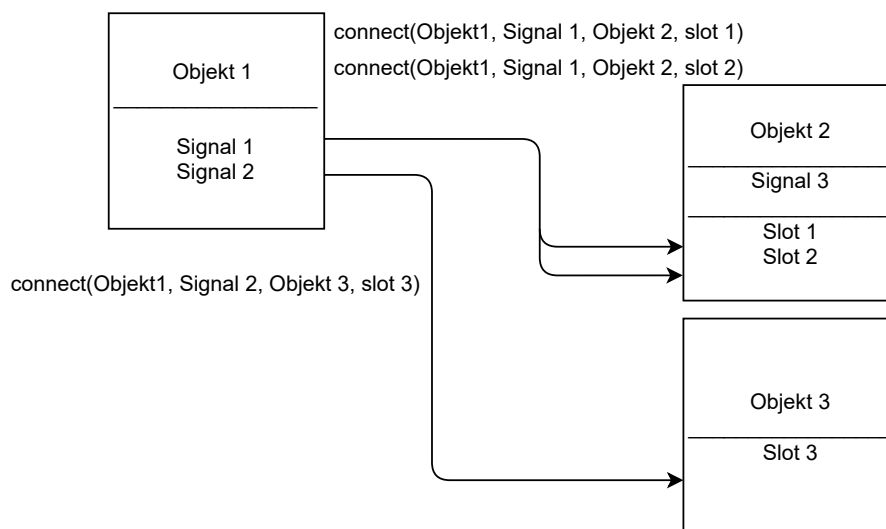 connect(Objekt1, Signal 1, Objekt 2, slot 1)
connect(Objekt1, Signal 1, Objekt 2, slot 2)
Objekt 1
Signal 1
Signal 2
Objekt 2
Signal 3
Slot 1
Slot 2
connect(Objekt1, Signal 2, Objekt 3, slot 3)
Objekt 3
Slot 3